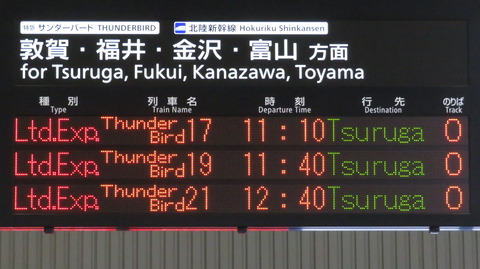 特急 サンダーバード THUNDERBIRD 北陸新幹線 Hokuriku Shinkansen
敦賀・福井・金沢・富山 方面
for Tsuruga, Fukui, Kanazawa, Toyama
種別 列車名 時刻 行先 のりば
Type Train Name Departure Time Destination Track
Ltd.Exp. Thunder Bird 17 11:10 Tsuruga 0
Ltd.Exp. Thunder Bird 19 11:40 Tsuruga 0
Ltd.Exp. Thunder Bird 21 12:40 Tsuruga 0